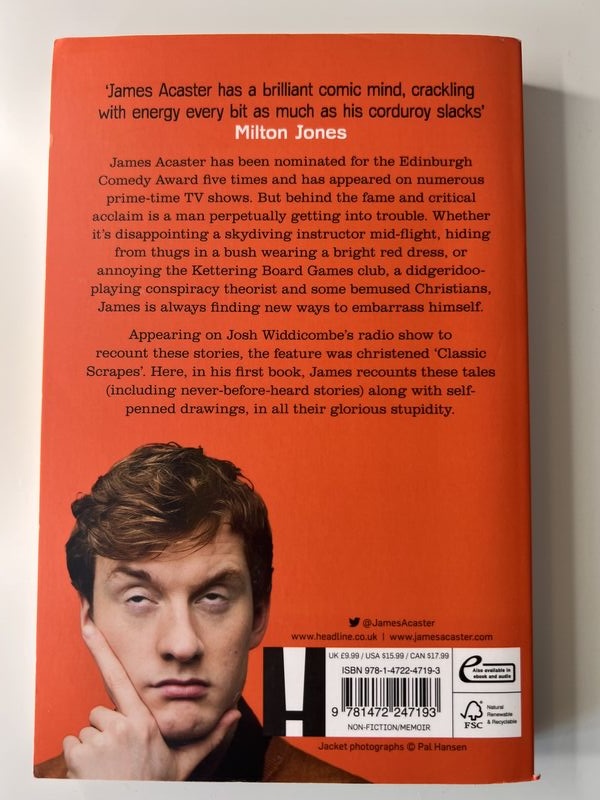 ‘James Acaster has a brilliant comic mind, crackling
with energy every bit as much as his corduroy slacks’
Milton Jones
James Acaster has been nominated for the Edinburgh
Comedy Award five times and has appeared on numerous
prime-time TV shows. But behind the fame and critical
acclaim is a man perpetually getting into trouble. Whether
it’s disappointing a skydiving instructor mid-flight, hiding
from thugs in a bush wearing a bright red dress, or
annoying the Kettering Board Games club, a didgeridoo-
playing conspiracy theorist and some bemused Christians,
James is always finding new ways to embarrass himself.
Appearing on Josh Widdicombe’s radio show to
recount these stories, the feature was christened ‘Classic
Scrapes’. Here, in his first book, James recounts these tales
(including never-before-heard stories) along with self-
penned drawings, in all their glorious stupidity.
@JamesAcaster
www.headline.co.uk | www.jamesacaster.com
UK £9.99 / USA $15.99 / CAN $17.99
ISBN 978-1-4722-4719-3
9 781472 247193
NON-FICTION/MEMOIR
e
Also available in
ebook and audio
FSC
Natural
Renewable
& Recyclable
Jacket photographs © Pal Hansen